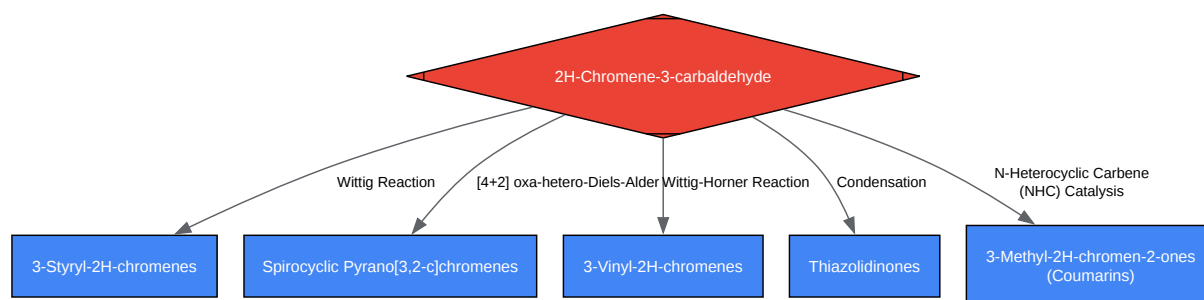 2H-Chromene-3-carbaldehyde
Wittig Reaction
[4+2] oxa-hetero-Diels-Alder
Wittig-Horner Reaction
Condensation
N-Heterocyclic Carbene
(NHC) Catalysis
3-Styryl-2H-chromenes
Spirocyclic Pyrano[3,2-c]chromenes
3-Vinyl-2H-chromenes
Thiazolidinones
3-Methyl-2H-chromen-2-ones
(Coumarins)